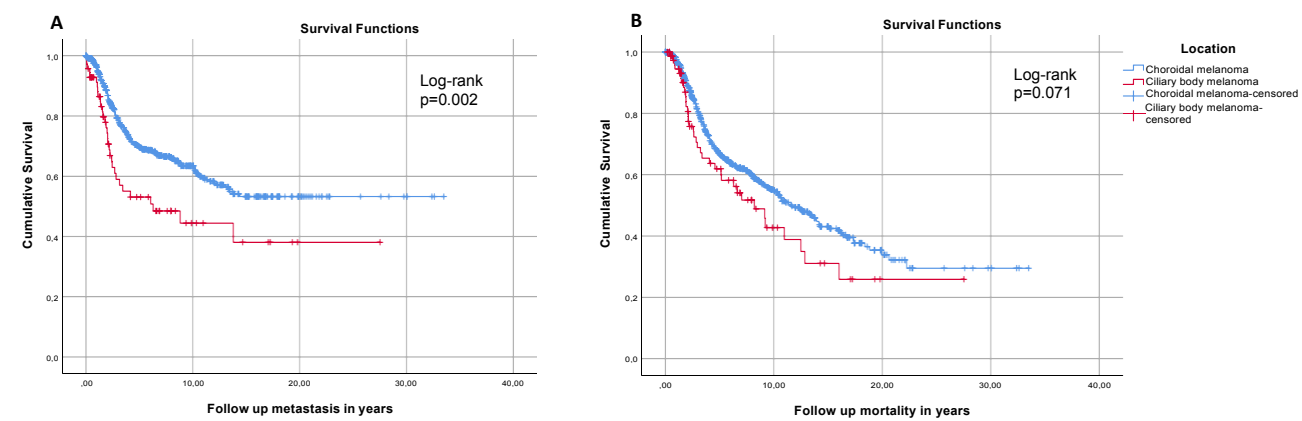 A
Survival Functions
Cumulative Survival
1,0
0,8
0,6
0,4
0,2
0,0
Log-rank
p=0.002
,00
10,00
20,00
30,00
40,00
Follow up metastasis in years
B
Survival Functions
Cumulative Survival
1,0
0,8
0,6
0,4
0,2
0,0
Log-rank
p=0.071
,00
10,00
20,00
30,00
40,00
Follow up mortality in years
Location
Choroidal melanoma
Ciliary body melanoma
Choroidal melanoma-censored
Ciliary body melanoma-
censored